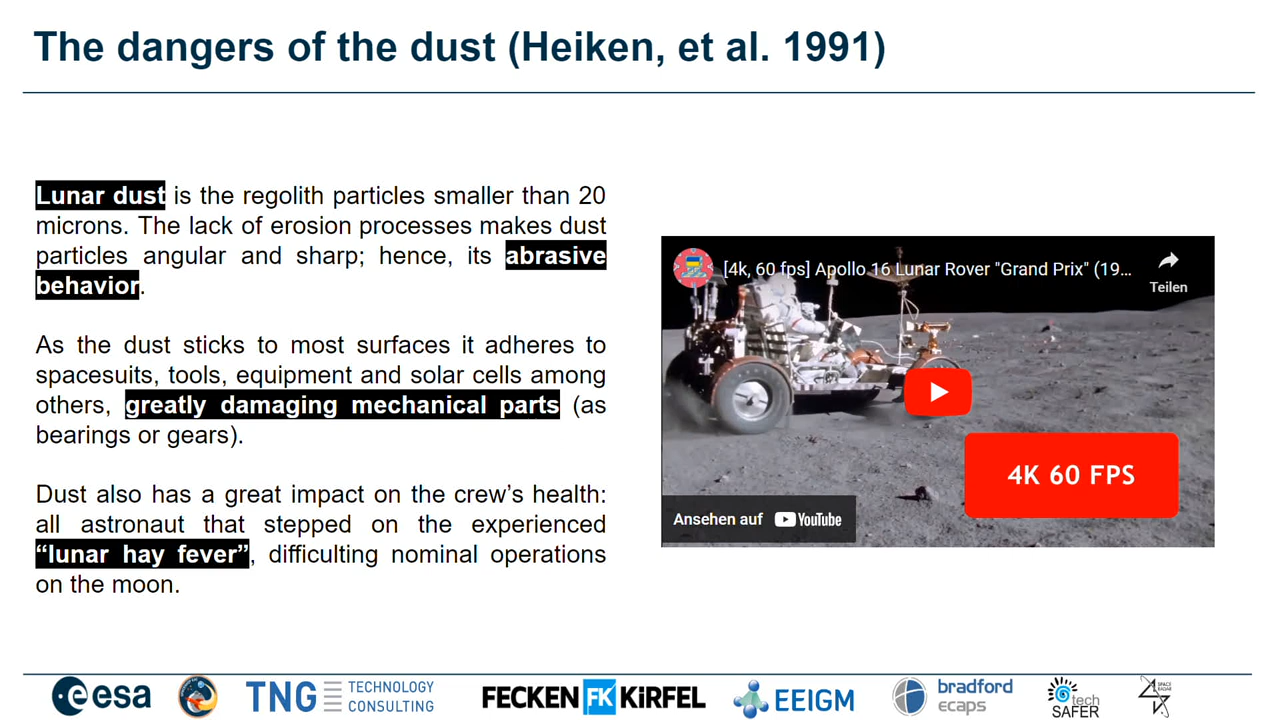 The dangers of the dust (Heiken, et al. 1991)
Lunar dust is the regolith particles smaller than 20
microns. The lack of erosion processes makes dust
particles angular and sharp; hence, its abrasive
behavior.
As the dust sticks to most surfaces it adheres to
spacesuits, tools, equipment and solar cells among
others, greatly damaging mechanical parts (as
bearings or gears).
Dust also has a great impact on the crew’s health:
all astronaut that stepped on the experienced
“lunar hay fever”, difficulting nominal operations
on the moon.
[4k, 60 fps] Apollo 16 Lunar Rover "Grand Prix" (19...
Teilen
4K 60 FPS
Ansehen auf YouTube
esa
TNG TECHNOLOGY
CONSULTING
FECKEN FK KiRFEL
EEIGM
bradford
ecaps
tech
SAFER